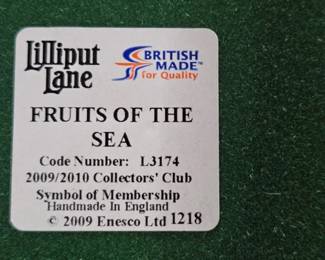 Lilliput
Lane
BRITISH
MADE™
for Quality
FRUITS OF THE
SEA
Code Number: L3174
2009/2010 Collectors' Club
Symbol of Membership
Handmade In England
© 2009 Enesco Ltd 1218